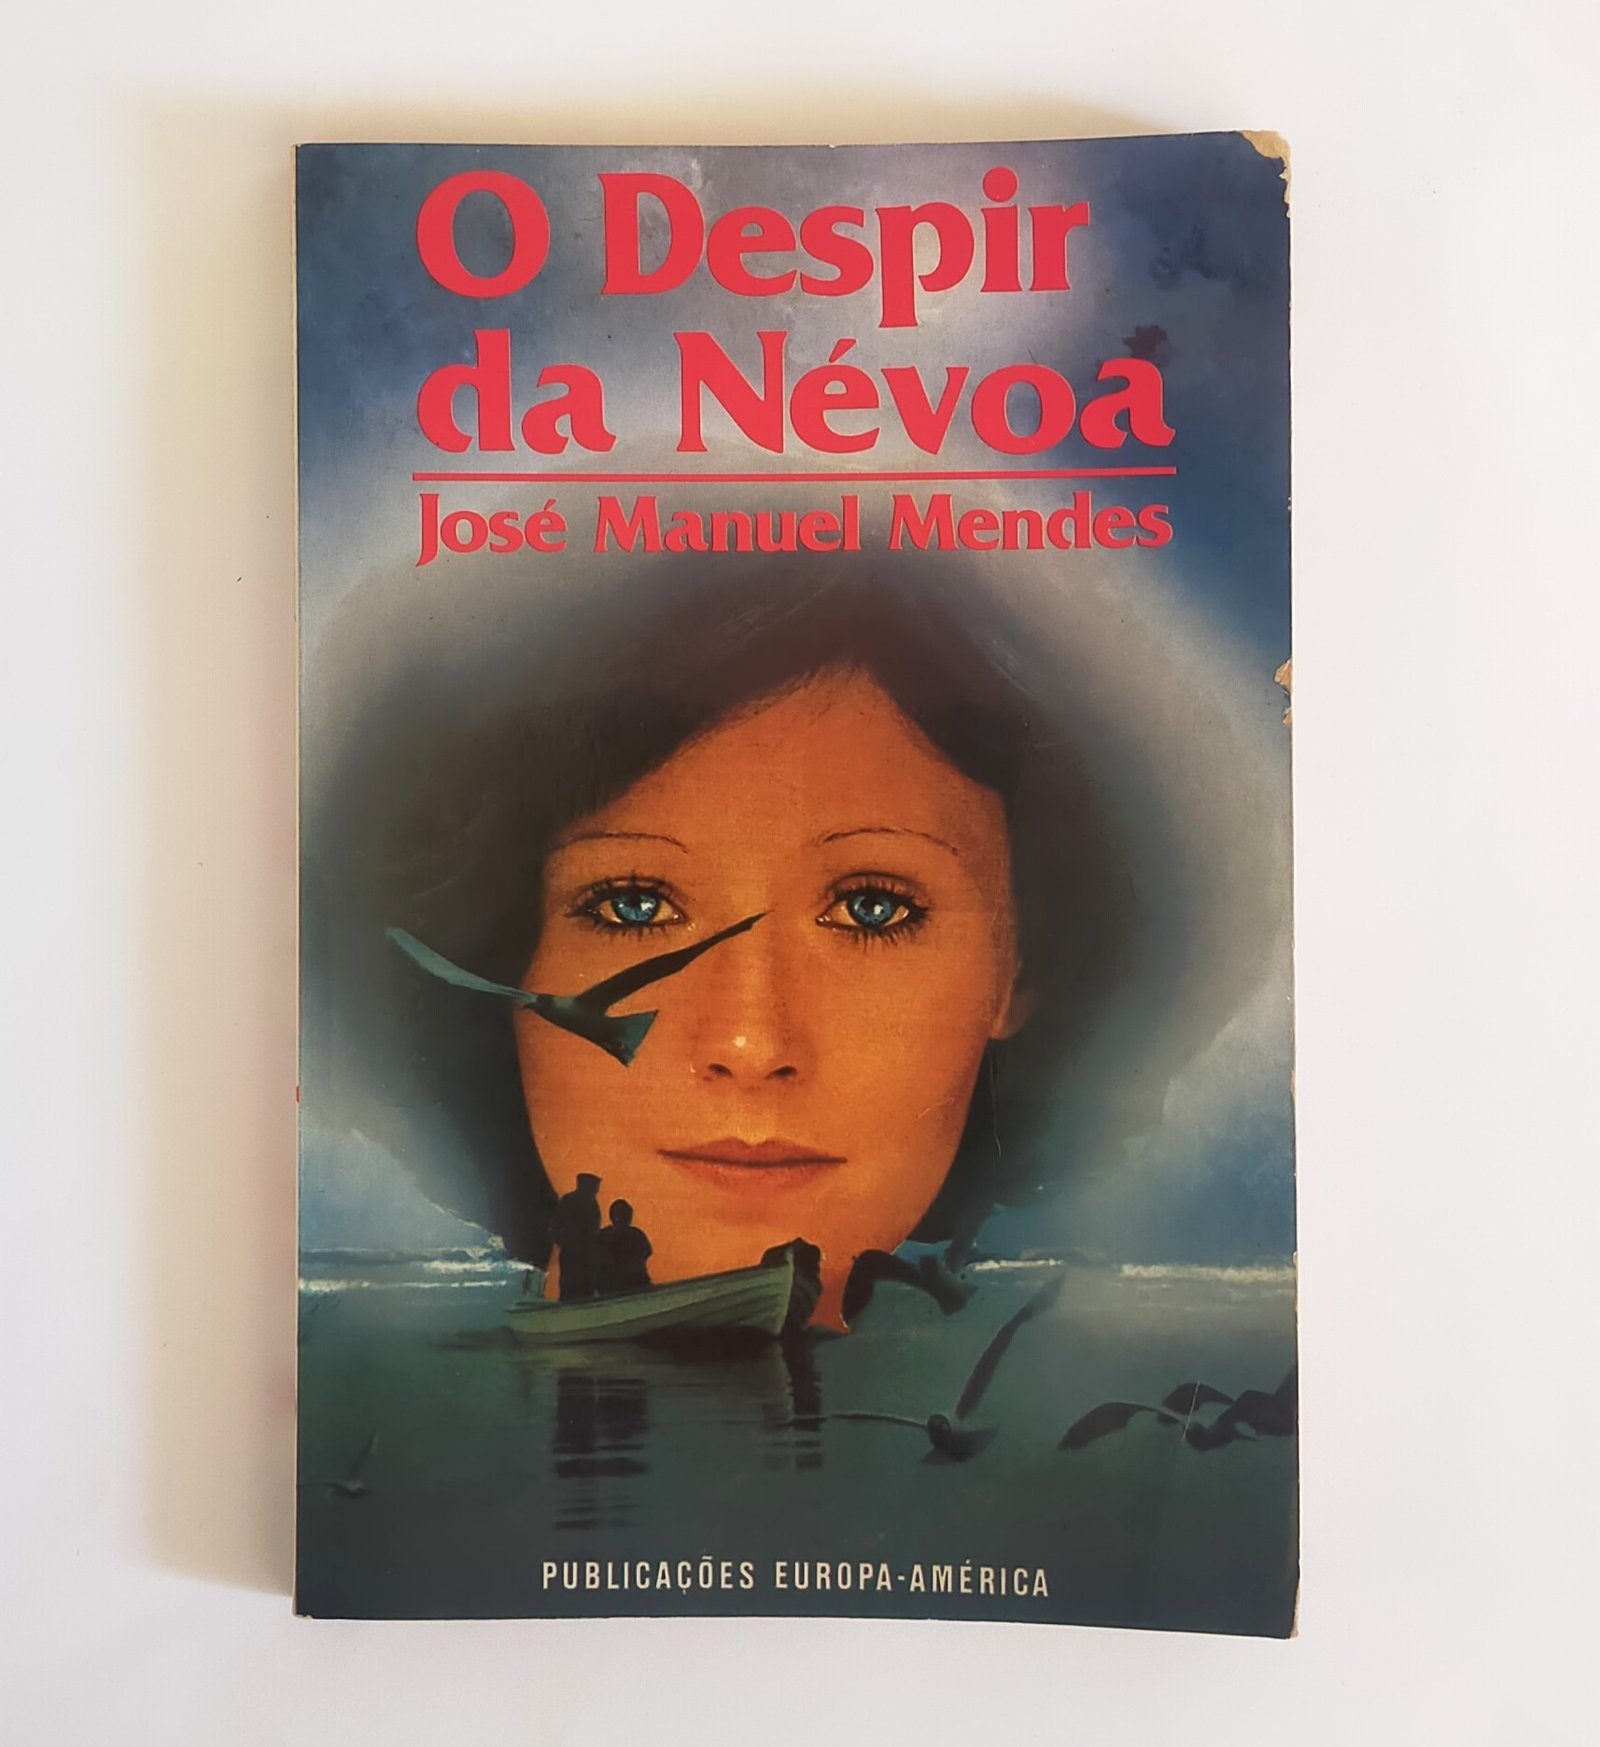 O Despir
da Névoa
José Manuel Mendes
PUBLICAÇÕES EUROPA-AMÉRICA